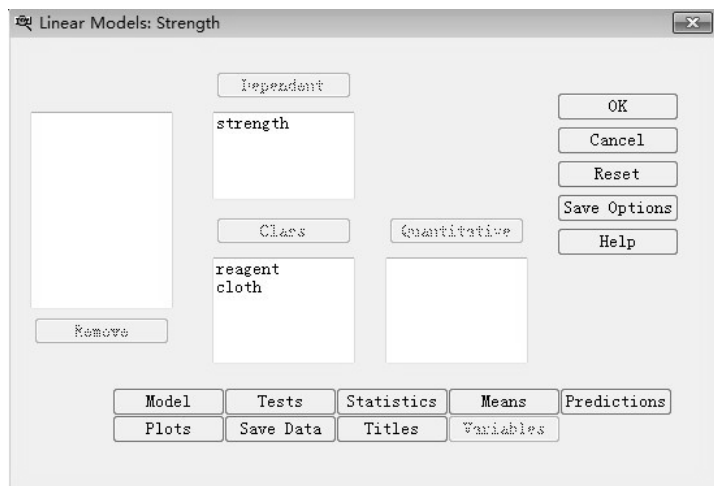 Linear Models: Strength
Dependent
strength
OK
Cancel
Reset
Save Options
Help
Class
Quantitative
reagent
cloth
Remove
Model
Tests
Statistics
Means
Predictions
Plots
Save Data
Titles
Variables